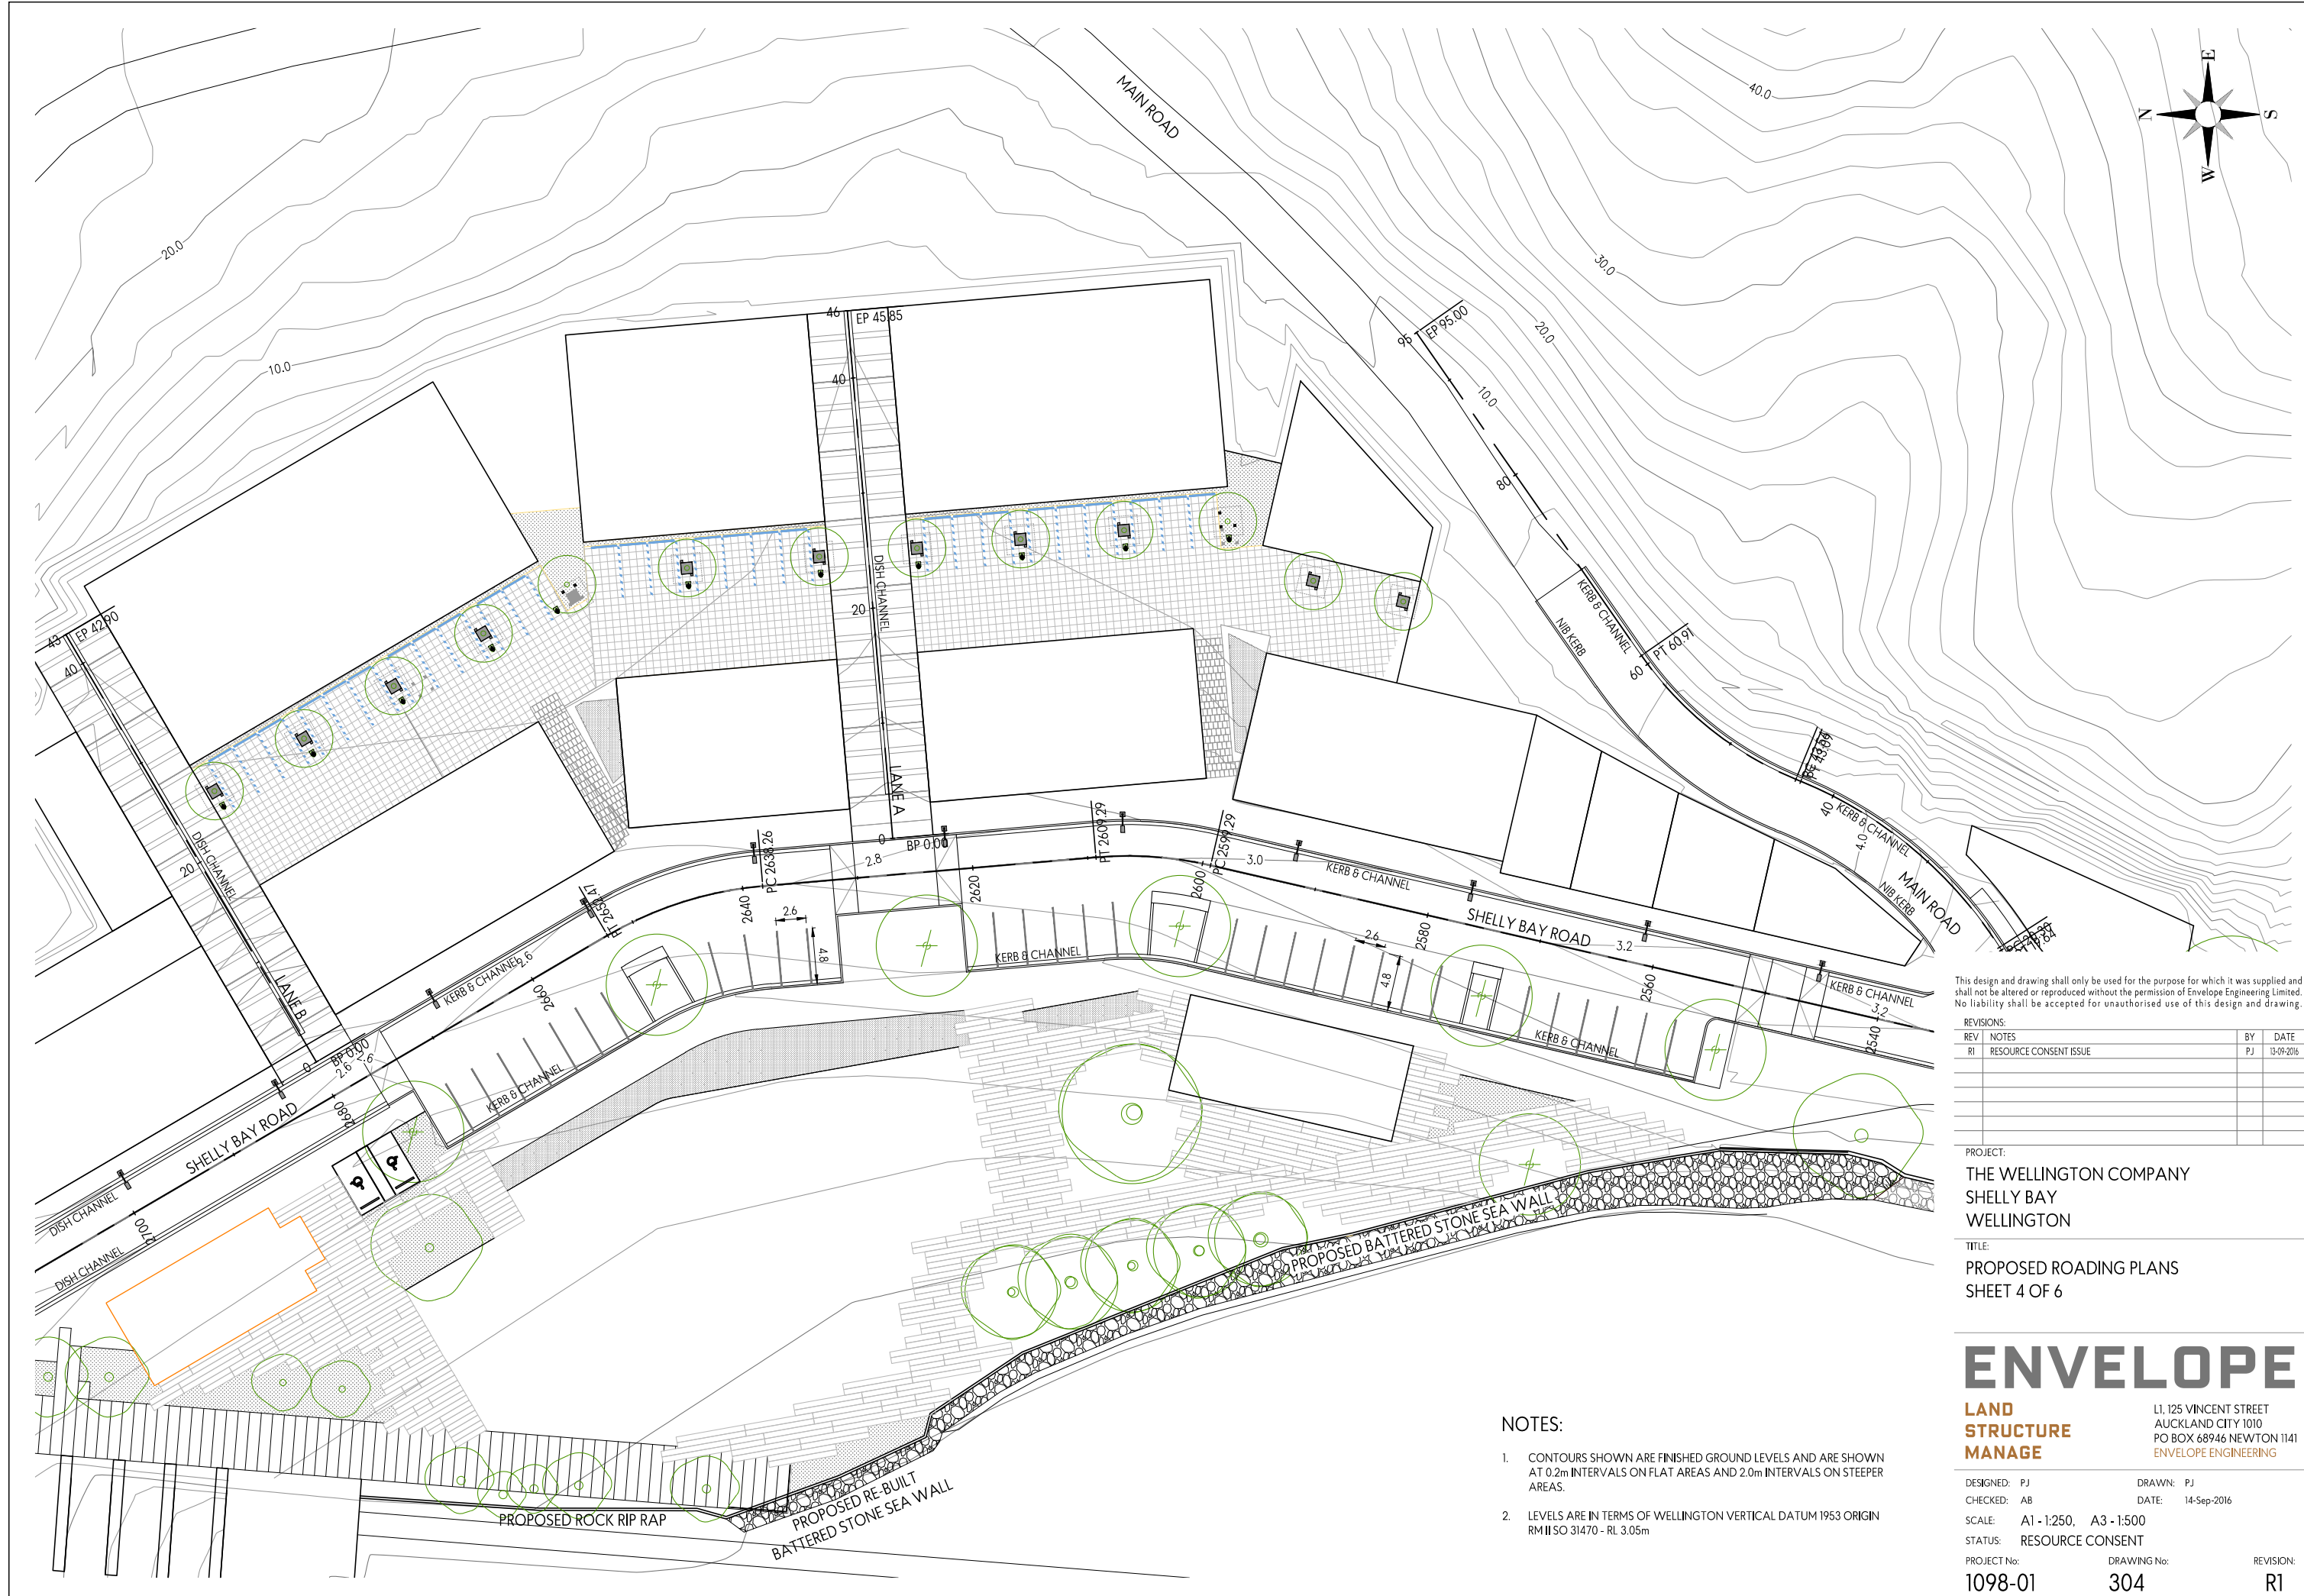 MAIN ROAD
40.0
E
N
S
W
20.0
30.0
20.0
10.0
10.0
46
EP 45.85
40
95
EP 95.00
80
DISH CHANNEL
20
KERB & CHANNEL
NIB KERB
PT 60.91
60
43
EP 42.90
40
DISH CHANNEL
20
LANE B
LANE A
0
BP 0.00
PT 43.09
40
KERB & CHANNEL
4.0
NIB KERB
MAIN ROAD
PC 2638.26
2.8
PT 2609.29
PC 2599.29
3.0
KERB & CHANNEL
PT 2652.47
2640
2.6
4.8
2620
2600
KERB & CHANNEL
2.6
4.8
2580
SHELLY BAY ROAD
3.2
2560
KERB & CHANNEL
3.2
2540
KERB & CHANNEL
KERB & CHANNEL
2.6
2660
0
BP 0.00
2.6
2.6
2680
KERB & CHANNEL
SHELLY BAY ROAD
DISH CHANNEL
2700
DISH CHANNEL
PROPOSED BATTERED STONE SEA WALL
PROPOSED ROCK RIP RAP
PROPOSED RE-BUILT
BATTERED STONE SEA WALL
NOTES:
1. CONTOURS SHOWN ARE FINISHED GROUND LEVELS AND ARE SHOWN
AT 0.2m INTERVALS ON FLAT AREAS AND 2.0m INTERVALS ON STEEPER
AREAS.
2. LEVELS ARE IN TERMS OF WELLINGTON VERTICAL DATUM 1953 ORIGIN
RM II SO 31470 - RL 3.05m
This design and drawing shall only be used for the purpose for which it was supplied and
shall not be altered or reproduced without the permission of Envelope Engineering Limited.
No liability shall be accepted for unauthorised use of this design and drawing.
REVISIONS:
REV NOTES BY DATE
R1 RESOURCE CONSENT ISSUE PJ 13-09-2016
PROJECT:
THE WELLINGTON COMPANY
SHELLY BAY
WELLINGTON
TITLE:
PROPOSED ROADING PLANS
SHEET 4 OF 6
ENVELOPE
LAND
STRUCTURE
MANAGE
L1, 125 VINCENT STREET
AUCKLAND CITY 1010
PO BOX 68946 NEWTON 1141
ENVELOPE ENGINEERING
DESIGNED: PJ DRAWN: PJ
CHECKED: AB DATE: 14-Sep-2016
SCALE: A1 - 1:250, A3 - 1:500
STATUS: RESOURCE CONSENT
PROJECT No: DRAWING No: REVISION:
1098-01 304 R1